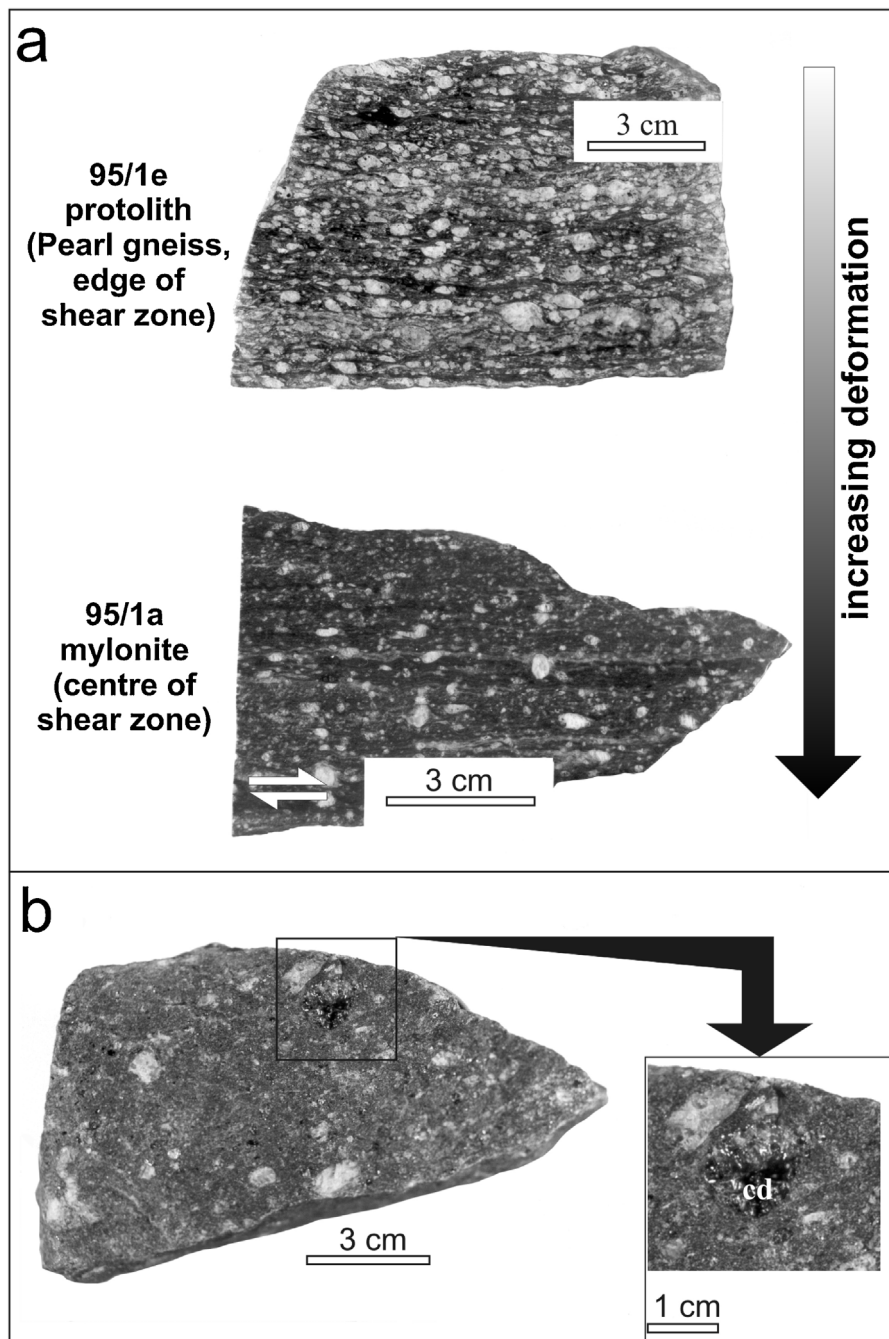 a
3 cm
95/1e
protolith
(Pearl gneiss,
edge of
shear zone)
increasing deformation
95/1a
mylonite
(centre of
shear zone)
3 cm
b
cd
3 cm
1 cm